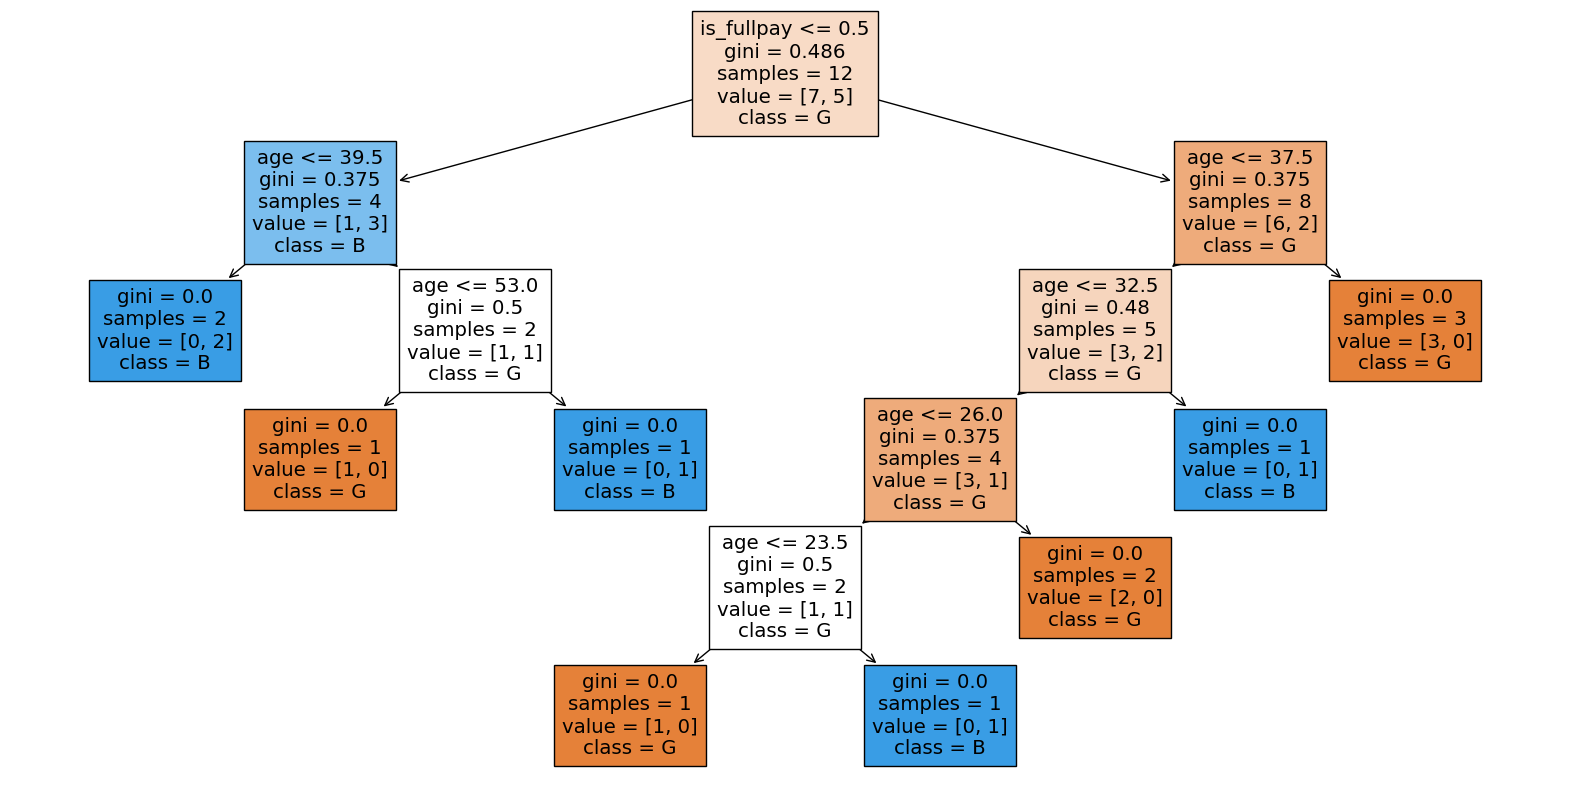 is_fullpay <= 0.5
gini = 0.486
samples = 12
value = [7, 5]
class = G
age <= 39.5
gini = 0.375
samples = 4
value = [1, 3]
class = B
age <= 37.5
gini = 0.375
samples = 8
value = [6, 2]
class = G
gini = 0.0
samples = 2
value = [0, 2]
class = B
age <= 53.0
gini = 0.5
samples = 2
value = [1, 1]
class = G
age <= 32.5
gini = 0.48
samples = 5
value = [3, 2]
class = G
gini = 0.0
samples = 3
value = [3, 0]
class = G
gini = 0.0
samples = 1
value = [1, 0]
class = G
gini = 0.0
samples = 1
value = [0, 1]
class = B
age <= 26.0
gini = 0.375
samples = 4
value = [3, 1]
class = G
gini = 0.0
samples = 1
value = [0, 1]
class = B
age <= 23.5
gini = 0.5
samples = 2
value = [1, 1]
class = G
gini = 0.0
samples = 2
value = [2, 0]
class = G
gini = 0.0
samples = 1
value = [1, 0]
class = G
gini = 0.0
samples = 1
value = [0, 1]
class = B